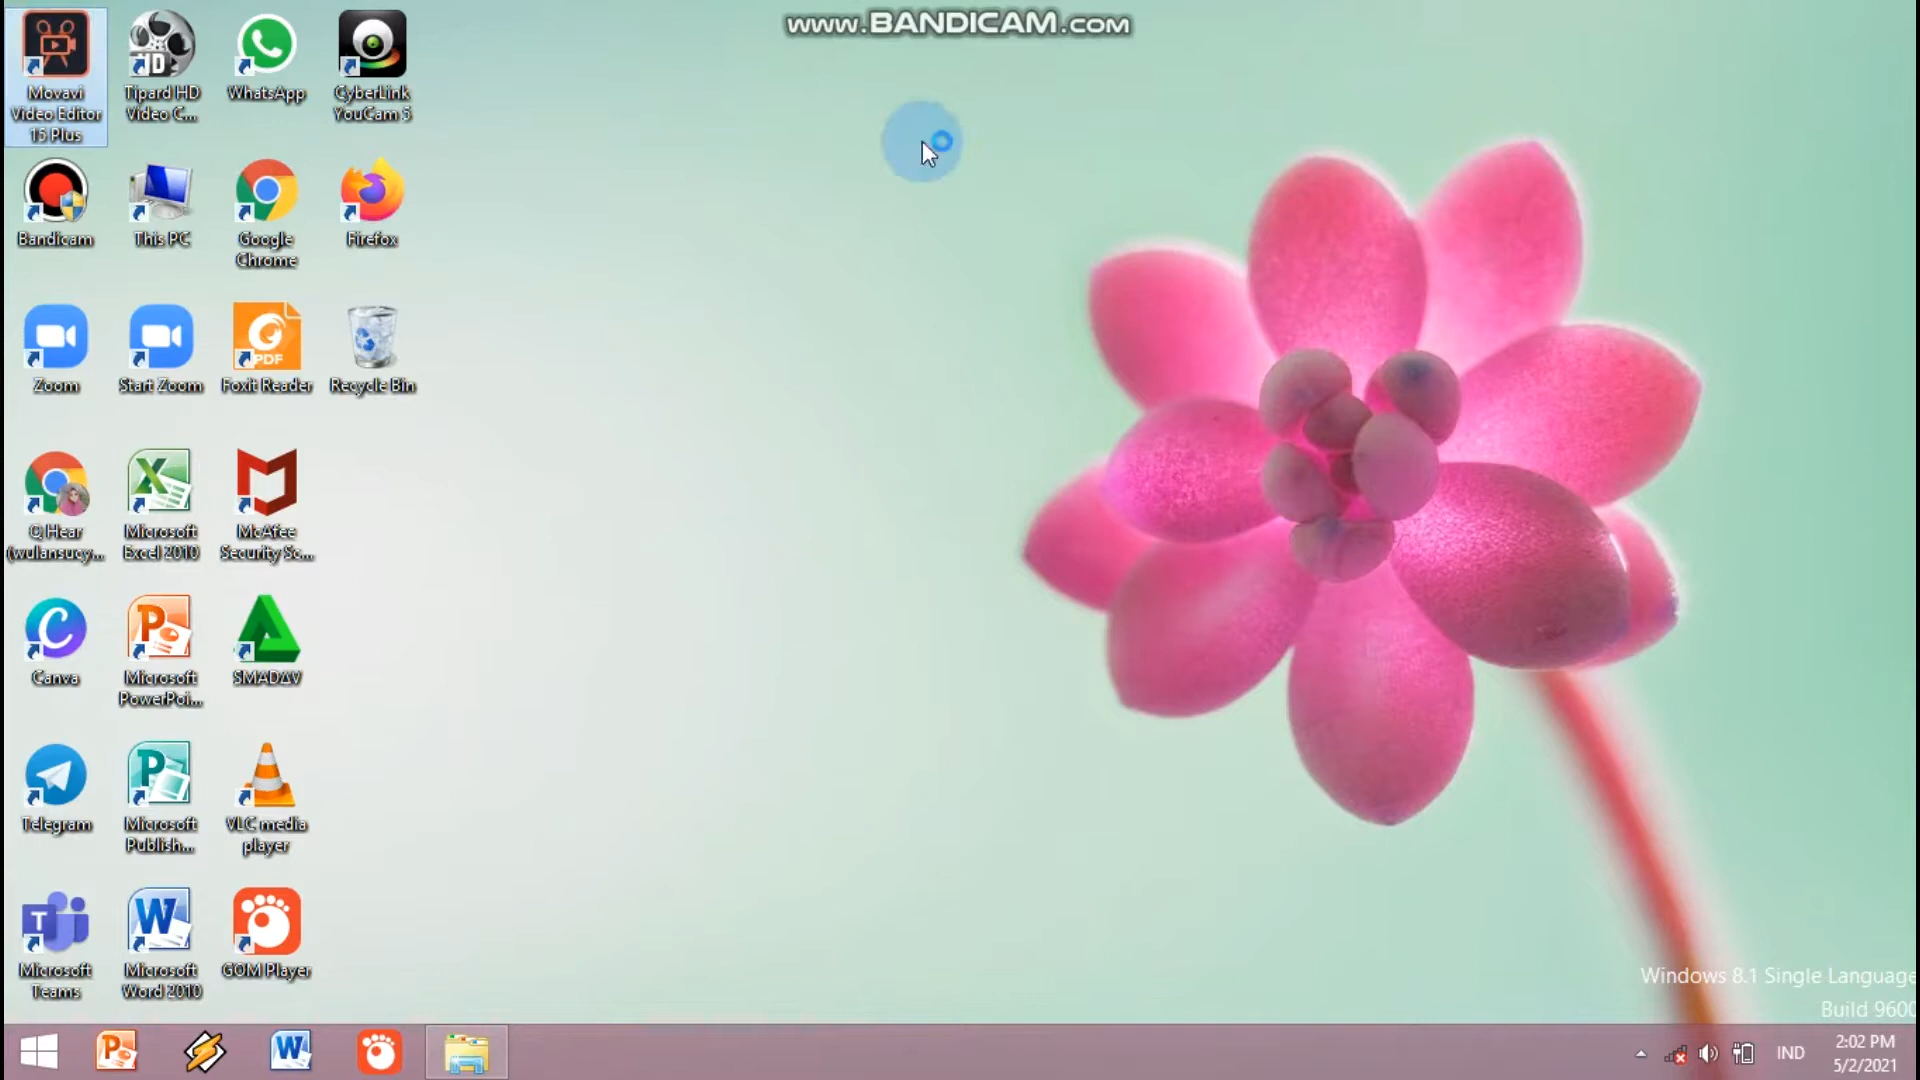 www.BANDICAM.com
Movavi
Video Editor
15 Plus
Tipard HD
Video C...
WhatsApp
CyberLink
YouCam 5
Bandicam
This PC
Google
Chrome
Firefox
Zoom
Start Zoom
Foxit Reader
Recycle Bin
Q Hear
(wulansucy...
Microsoft
Excel 2010
McAfee
Security Sc...
Canva
Microsoft
PowerPoi...
SMADΔV
Telegram
Microsoft
Publish...
VLC media
player
Microsoft
Teams
Microsoft
Word 2010
GOM Player
Windows 8.1 Single Language
Build 9600
IND
2:02 PM
5/2/2021